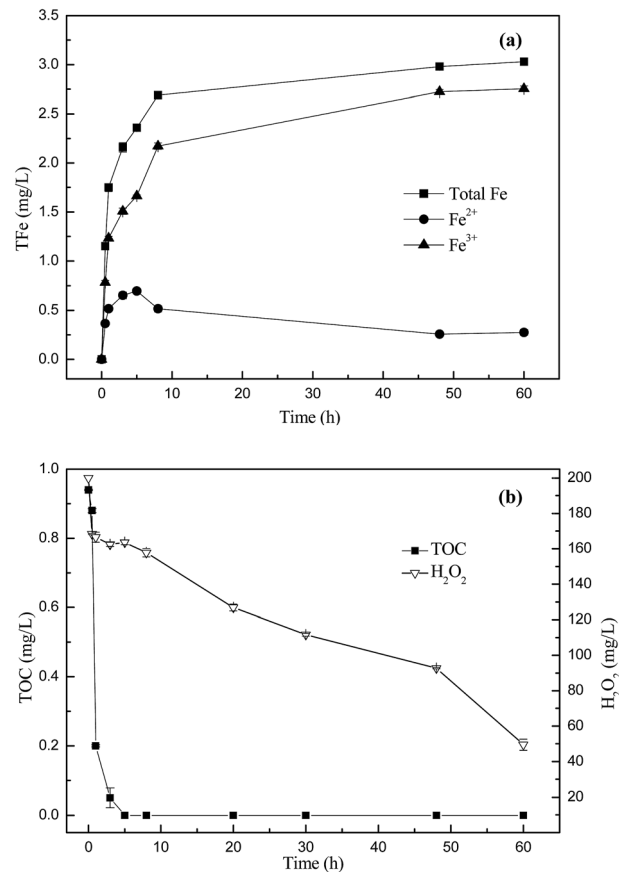 (a)
3.5
3.0
2.5
2.0
1.5
1.0
0.5
0.0
TFe (mg/L)
Total Fe
Fe²⁺
Fe³⁺
0 10 20 30 40 50 60
Time (h)
(b)
1.0
0.8
0.6
0.4
0.2
0.0
TOC (mg/L)
TOC
H₂O₂
200
180
160
140
120
100
80
60
40
20
H₂O₂ (mg/L)
0 10 20 30 40 50 60
Time (h)